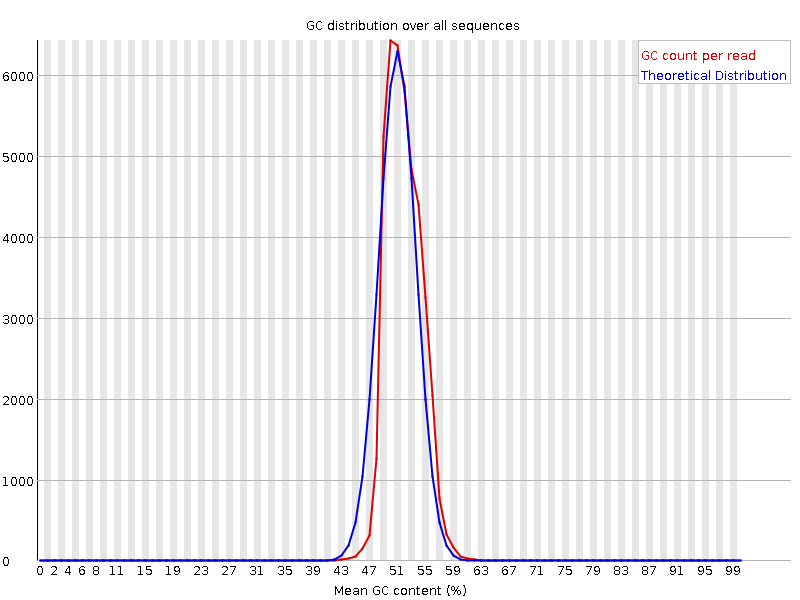 GC distribution over all sequences
GC count per read
Theoretical Distribution
6000
5000
4000
3000
2000
1000
0
0 2 4 6 8 11 15 19 23 27 31 35 39 43 47 51 55 59 63 67 71 75 79 83 87 91 95 99
Mean GC content (%)